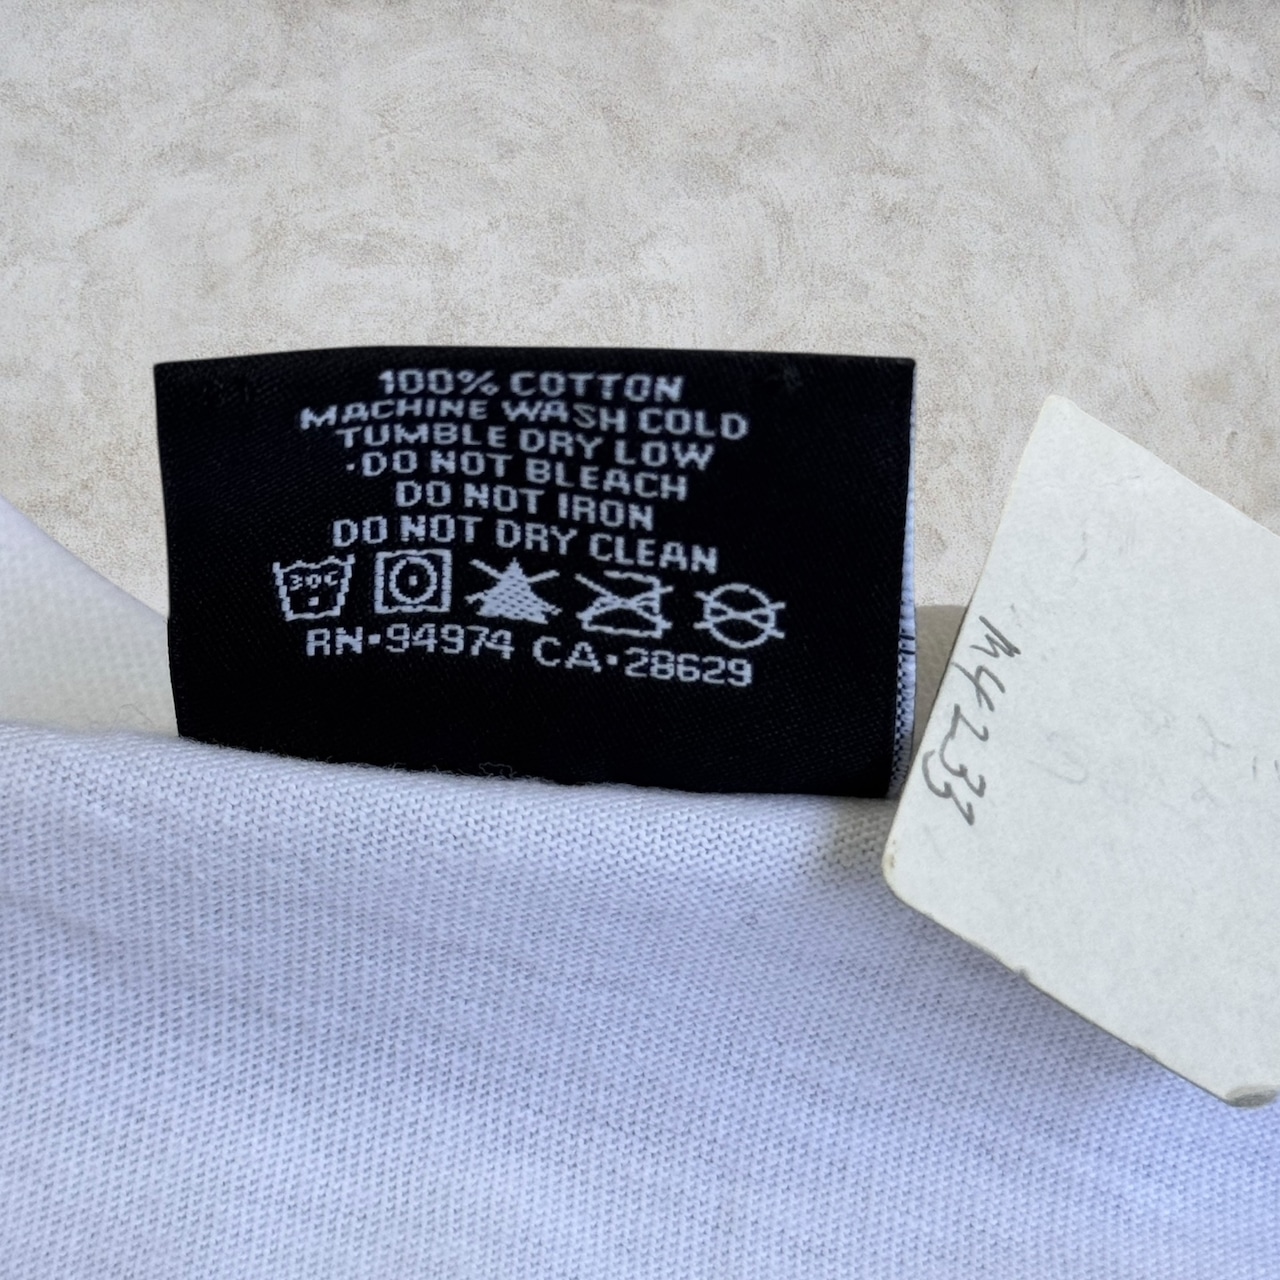 100% COTTON
MACHINE WASH COLD
TUMBLE DRY LOW
·DO NOT BLEACH
DO NOT IRON
DO NOT DRY CLEAN
30C
RN·94974 CA·28629
M4233